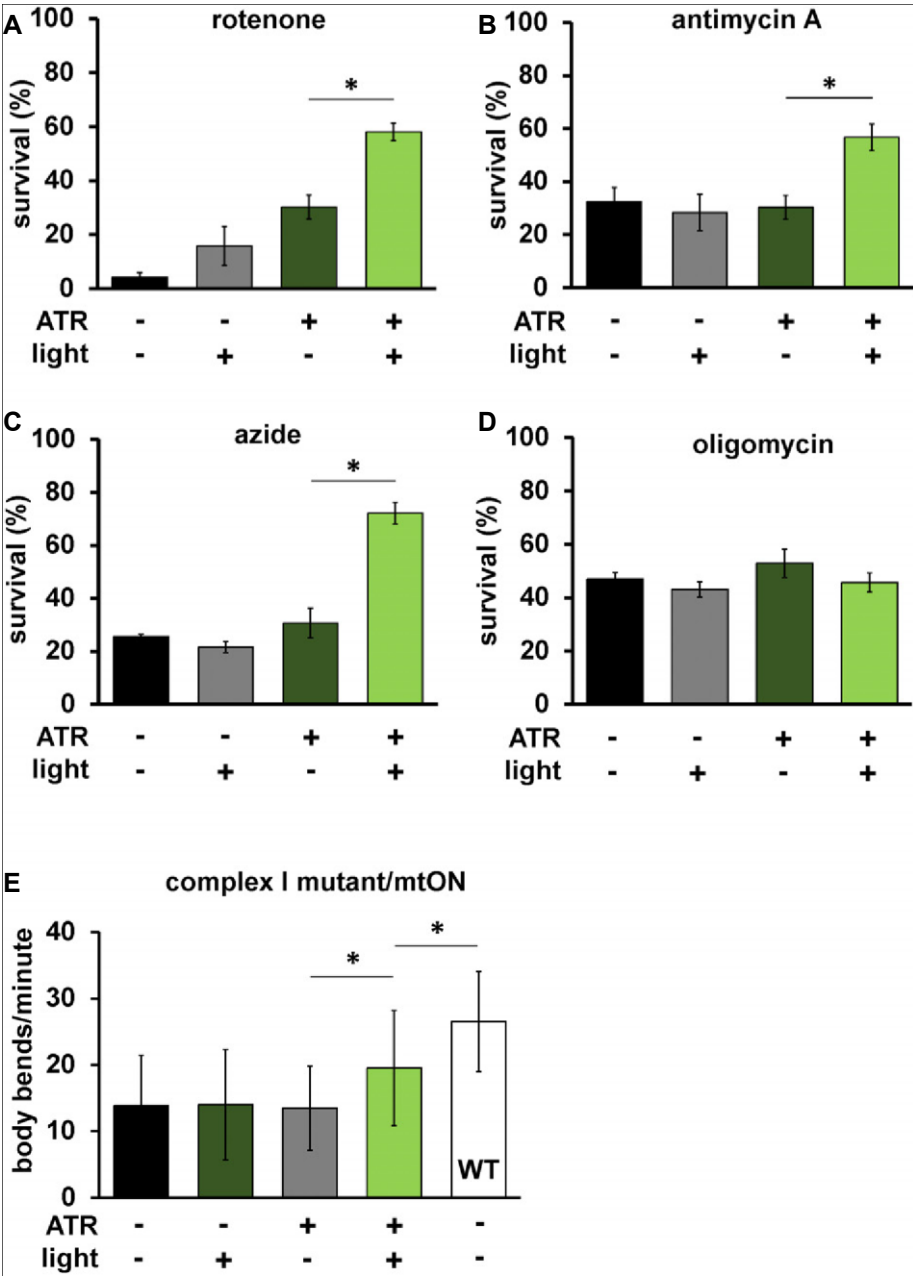 A rotenone
100
80
60
40
20
0
survival (%)
*
ATR - - + +
light - + - +
B antimycin A
100
80
60
40
20
0
survival (%)
*
ATR - - + +
light - + - +
C azide
100
80
60
40
20
0
survival (%)
*
ATR - - + +
light - + - +
D oligomycin
100
80
60
40
20
0
survival (%)
ATR - - + +
light - + - +
E complex I mutant/mtON
40
30
20
10
0
body bends/minute
* *
WT
ATR - - + + -
light - + - + -